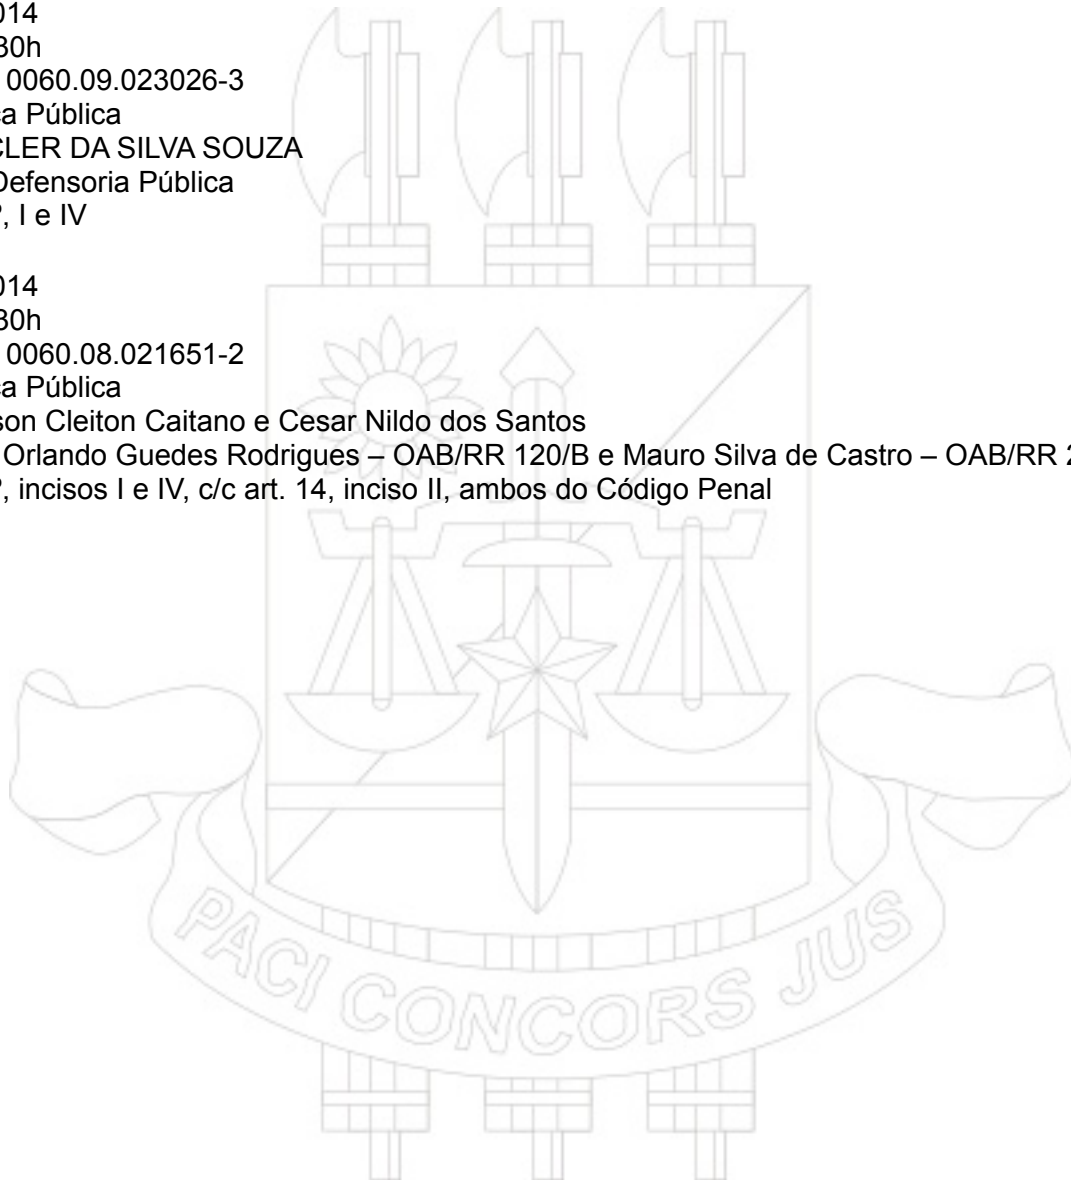 014
30h
0060.09.023026-3
ca Pública
CLER DA SILVA SOUZA
Defensoria Pública
, I e IV
014
30h
0060.08.021651-2
ca Pública
son Cleiton Caitano e Cesar Nildo dos Santos
Orlando Guedes Rodrigues – OAB/RR 120/B e Mauro Silva de Castro – OAB/RR 2
º, incisos I e IV, c/c art. 14, inciso II, ambos do Código Penal
PACI CONCORS JUS